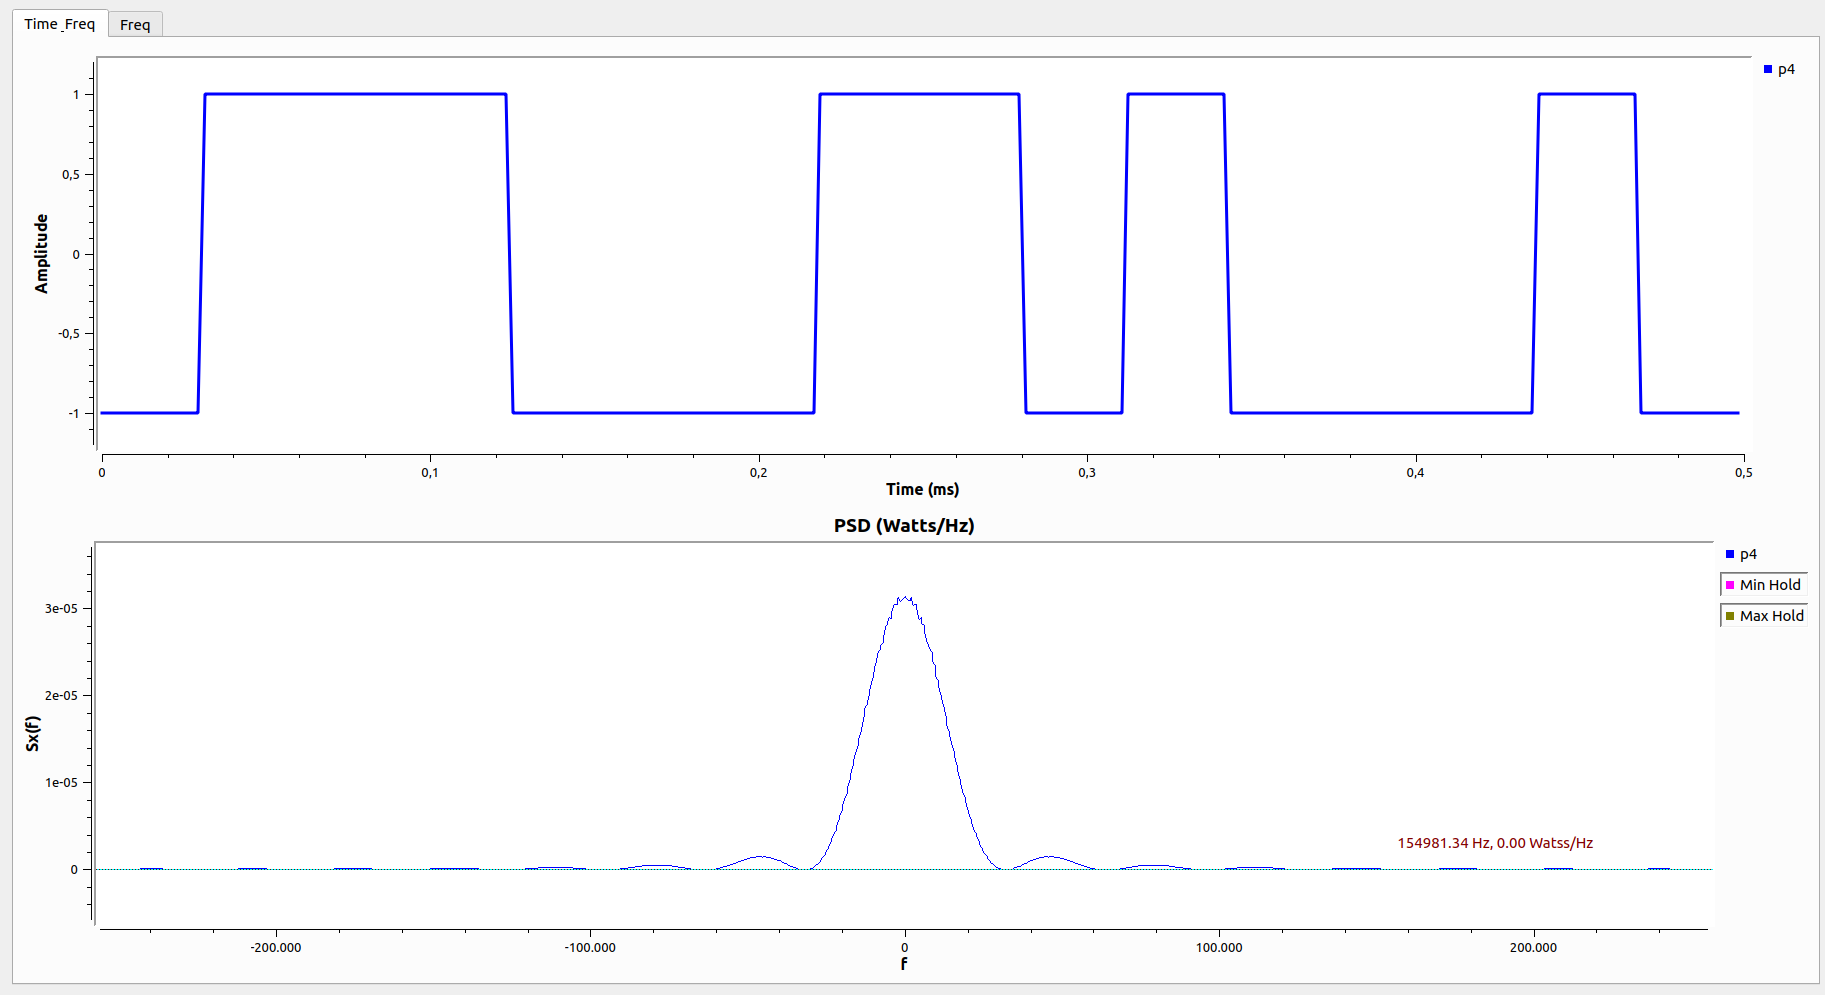 Time_Freq
Freq
p4
Amplitude
1
0,5
0
-0,5
-1
0
0,1
0,2
0,3
0,4
0,5
Time (ms)
PSD (Watts/Hz)
p4
Min Hold
Max Hold
Sx(f)
3e-05
2e-05
1e-05
0
154981.34 Hz, 0.00 Watss/Hz
-200.000
-100.000
0
100.000
200.000
f